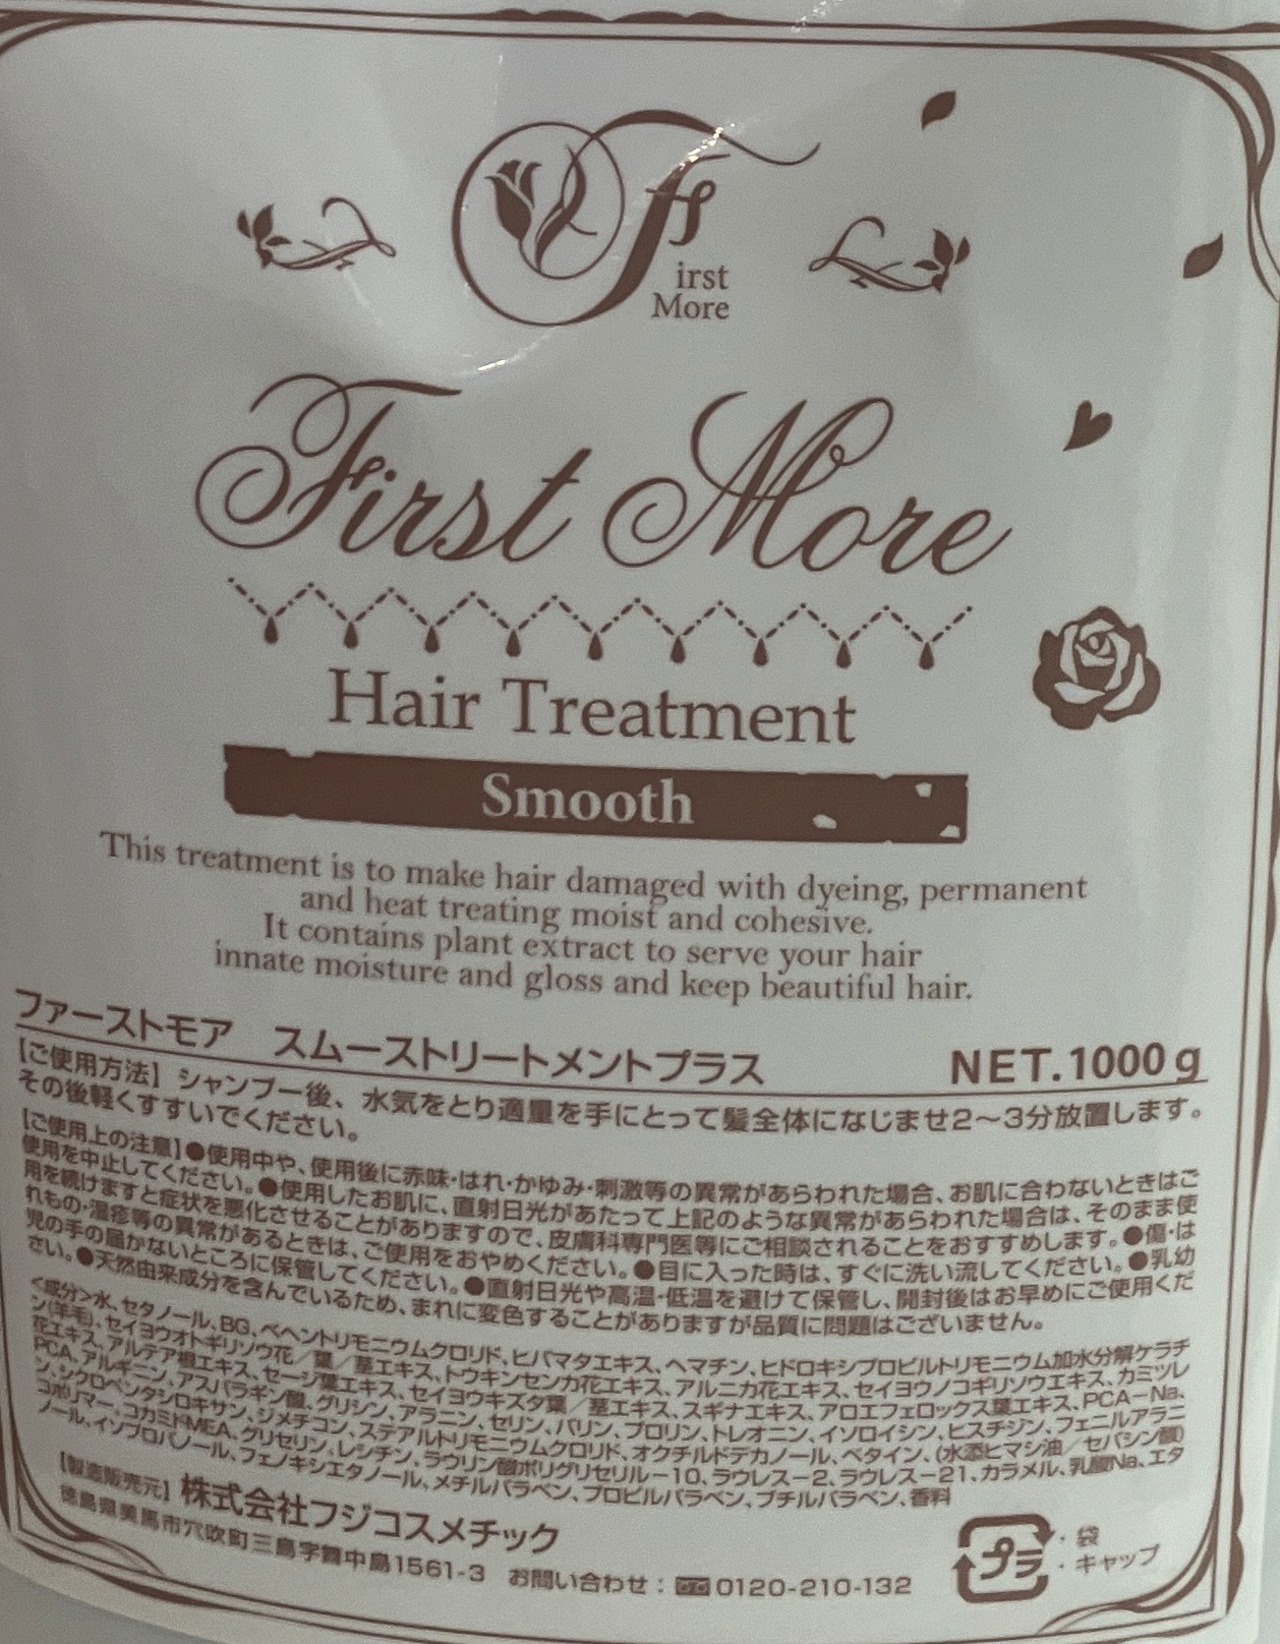 First
More
First More
Hair Treatment
Smooth
This treatment is to make hair damaged with dyeing, permanent
and heat treating moist and cohesive.
It contains plant extract to serve your hair
innate moisture and gloss and keep beautiful hair.
ファーストモア スムーストリートメントプラス NET.1000g
【ご使用方法】シャンプー後、水気をとり適量を手にとって髪全体になじませ2〜3分放置します。
その後軽くすすいでください。
【ご使用上の注意】●使用中や、使用後に赤味・はれ・かゆみ・刺激等の異常があらわれた場合、お肌に合わないときはご
使用を中止してください。●使用したお肌に、直射日光があたって上記のような異常があらわれた場合は、そのまま使
用を続けますと症状を悪化させることがありますので、皮膚科専門医等にご相談されることをおすすめします。●傷・は
れもの・湿疹等の異常があるときは、ご使用をおやめください。●目に入った時は、すぐに洗い流してください。●乳幼
児の手の届かないところに保管してください。●直射日光や高温・低温を避けて保管し、開封後はお早めにご使用くだ
さい。●天然由来成分を含んでいるため、まれに変色することがありますが品質に問題はございません。
<成分>水、セタノール、BG、ベヘントリモニウムクロリド、ヒバマタエキス、ヘマチン、ヒドロキシプロピルトリモニウム加水分解ケラチ
ン(羊毛)、セイヨウオトギリソウ花／葉／茎エキス、トウキンセンカ花エキス、アルニカ花エキス、セイヨウノコギリソウエキス、カミツレ
花エキス、アルテア根エキス、セージ葉エキス、セイヨウキズタ葉／茎エキス、スギナエキス、アロエフェロックス葉エキス、PCA-Na、
PCA、アルギニン、アスパラギン酸、グリシン、アラニン、セリン、バリン、プロリン、トレオニン、イソロイシン、ヒスチジン、フェニルアラニ
ン、シクロペンタシロキサン、ジメチコン、ステアルトリモニウムクロリド、オクチルドデカノール、ベタイン、(水添ヒマシ油／セバシン酸)
コポリマー、コカミドMEA、グリセリン、レシチン、ラウリン酸ポリグリセリル-10、ラウレス-2、ラウレス-21、カラメル、乳酸Na、エタ
ノール、イソプロパノール、フェノキシエタノール、メチルパラベン、プロピルパラベン、ブチルパラベン、香料
【製造販売元】株式会社フジコスメチック
徳島県美馬市穴吹町三島字舞中島1561-3 お問い合わせ：0120-210-132
プラ ・袋
・キャップ